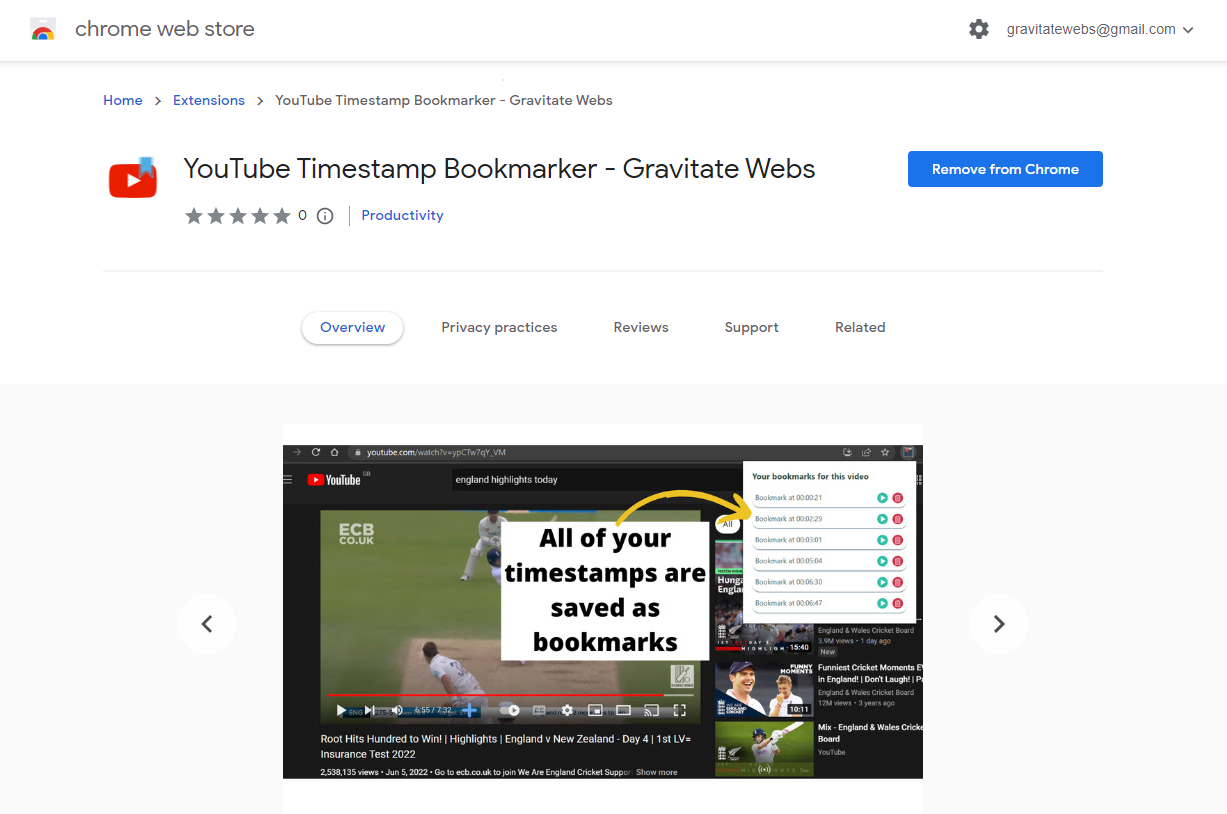 chrome web store
gravitatewebs@gmail.com
Home > Extensions > YouTube Timestamp Bookmarker - Gravitate Webs
YouTube Timestamp Bookmarker - Gravitate Webs
Remove from Chrome
0
Productivity
Overview
Privacy practices
Reviews
Support
Related
youtube.com/watch?v=ypCTw7qY_VM
YouTube GB
england highlights today
Your bookmarks for this video
Bookmark at 00:00:21
Bookmark at 00:02:29
Bookmark at 00:03:01
Bookmark at 00:05:04
Bookmark at 00:06:30
Bookmark at 00:06:47
All
ECB
CO.UK
All of your
timestamps are
saved as
bookmarks
Hunga
Engla
15:40
England & Wales Cricket Board
3.9M views • 1 day ago
New
FUNNY
MOMENTS
10:11
Funniest Cricket Moments E
in England! | Don't Laugh! |
England & Wales Cricket Board
12M views • 3 years ago
Mix - England & Wales Cricke
Board
YouTube
ENG
6:55 / 7:32
Root Hits Hundred to Win! | Highlights | England v New Zealand - Day 4 | 1st LV=
Insurance Test 2022
2,538,135 views • Jun 5, 2022 • Go to ecb.co.uk to join We Are England Cricket Suppor Show more